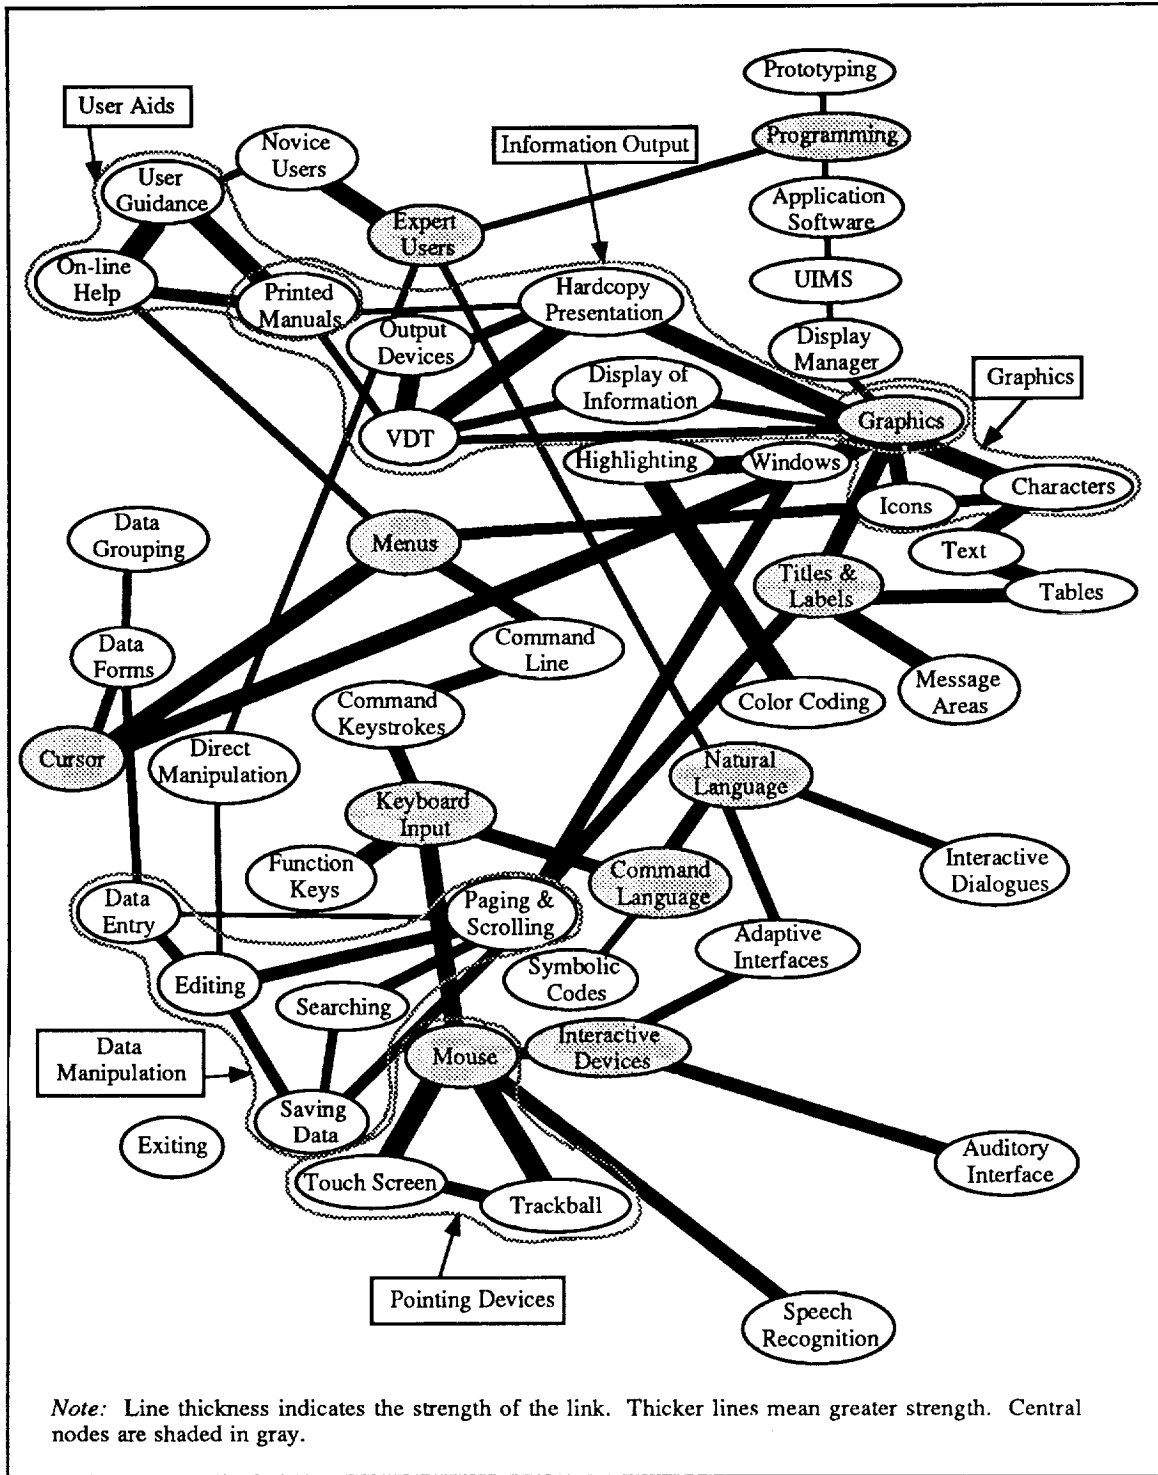 Prototyping
User Aids
Programming
Information Output
Novice
Users
User
Guidance
Application
Software
Expert
Users
On-line
Help
UIMS
Hardcopy
Presentation
Printed
Manuals
Output
Devices
Display
Manager
Graphics
Display of
Information
Graphics
VDT
Highlighting
Windows
Characters
Icons
Data
Grouping
Menus
Text
Titles &
Labels
Tables
Data
Forms
Command
Line
Message
Areas
Color Coding
Command
Keystrokes
Cursor
Direct
Manipulation
Natural
Language
Keyboard
Input
Function
Keys
Command
Language
Interactive
Dialogues
Data
Entry
Paging &
Scrolling
Adaptive
Interfaces
Editing
Symbolic
Codes
Searching
Data
Manipulation
Mouse
Interactive
Devices
Saving
Data
Exiting
Auditory
Interface
Touch Screen
Trackball
Pointing Devices
Speech
Recognition
Note: Line thickness indicates the strength of the link. Thicker lines mean greater strength. Central
nodes are shaded in gray.